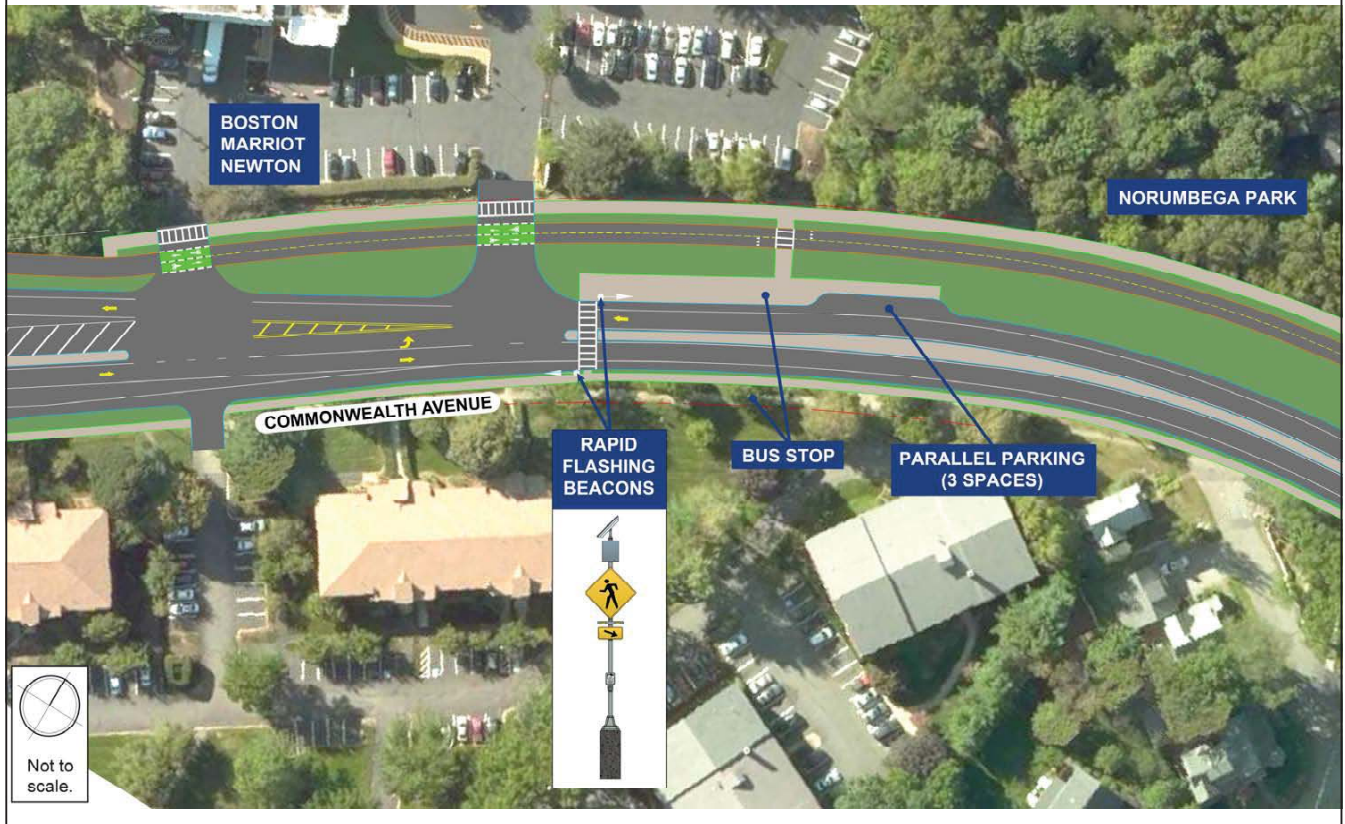 BOSTON
MARRIOT
NEWTON
NORUMBEGA PARK
COMMONWEALTH AVENUE
RAPID
FLASHING
BEACONS
BUS STOP
PARALLEL PARKING
(3 SPACES)
Not to
scale.